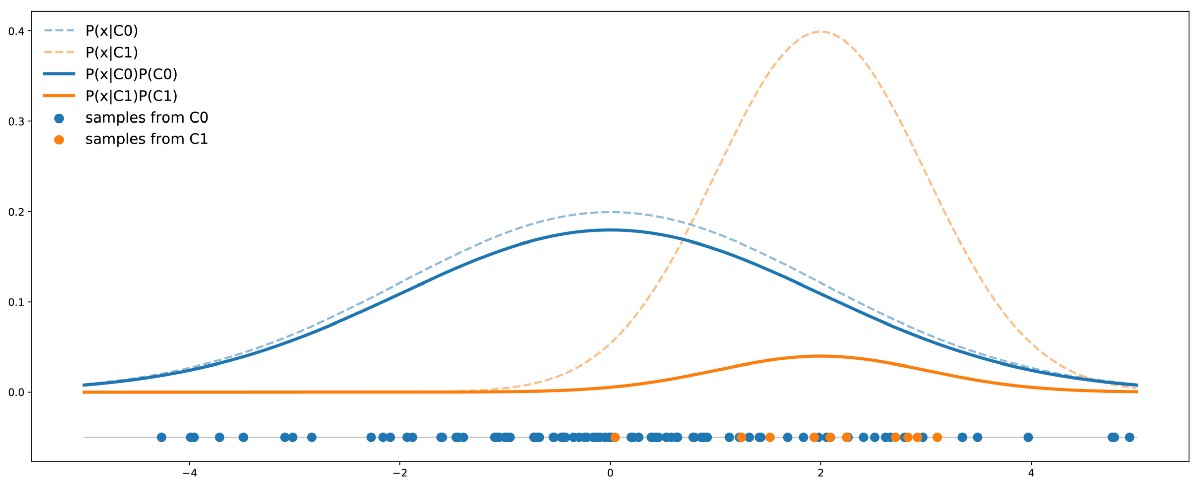 P(x|C0)
P(x|C1)
P(x|C0)P(C0)
P(x|C1)P(C1)
samples from C0
samples from C1
0.4
0.3
0.2
0.1
0.0
−4 −2 0 2 4